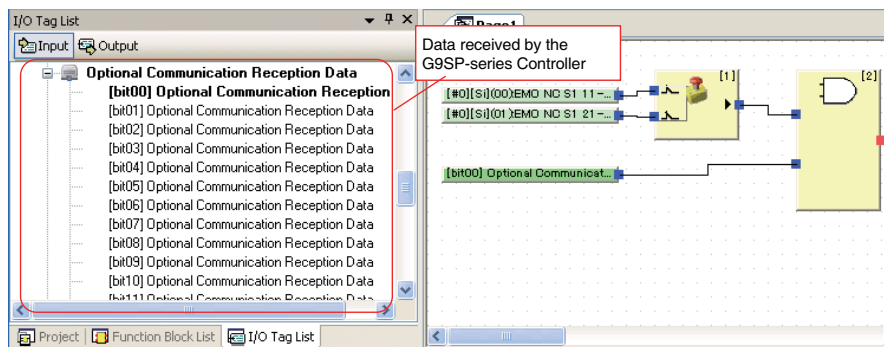 I/O Tag List
Input Output
Optional Communication Reception Data
[bit00] Optional Communication Reception
[bit01] Optional Communication Reception Data
[bit02] Optional Communication Reception Data
[bit03] Optional Communication Reception Data
[bit04] Optional Communication Reception Data
[bit05] Optional Communication Reception Data
[bit06] Optional Communication Reception Data
[bit07] Optional Communication Reception Data
[bit08] Optional Communication Reception Data
[bit09] Optional Communication Reception Data
[bit10] Optional Communication Reception Data
[bit11] Optional Communication Reception Data
Project Function Block List I/O Tag List
Page1
Data received by the
G9SP-series Controller
[#0][Si](00):EMO NC S1 11-...
[#0][Si](01):EMO NC S1 21-...
[bit00] Optional Communicat...
[1]
[2]